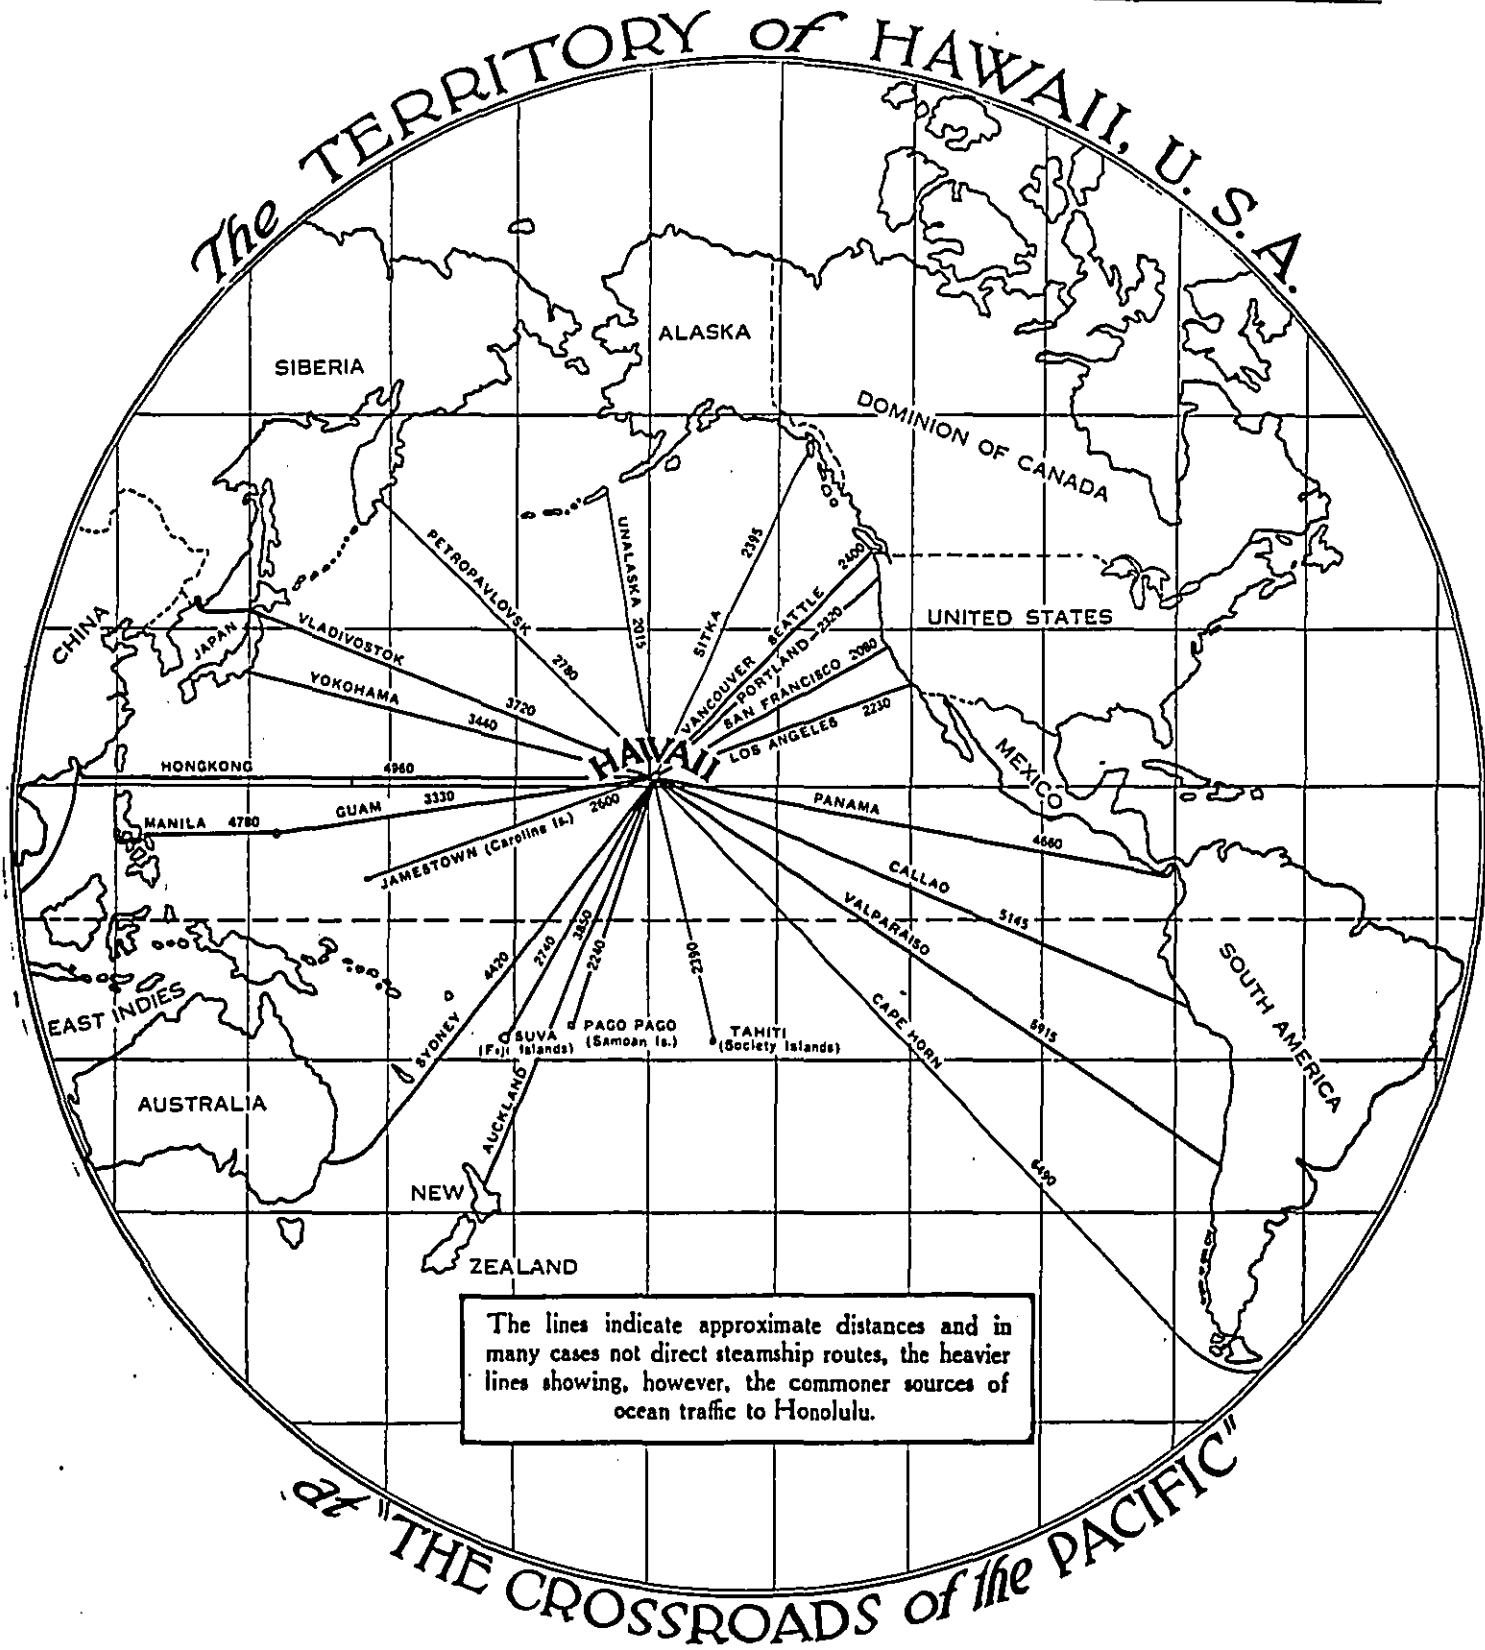 The TERRITORY of HAWAII, U. S. A.
SIBERIA
ALASKA
DOMINION OF CANADA
CHINA
JAPAN
UNITED STATES
PETROPAVLOVSK 2780
UNALASKA 2015
SITKA 2395
VANCOUVER SEATTLE 2400
PORTLAND 2320
SAN FRANCISCO 2080
LOS ANGELES 2230
VLADIVOSTOK 3720
YOKOHAMA 3440
HAWAII
MEXICO
HONGKONG 4960
GUAM 3330
MANILA 4780
JAMESTOWN (Caroline Is.) 2600
PANAMA 4660
CALLAO 5145
VALPARAISO 5915
CAPE HORN 6490
SOUTH AMERICA
EAST INDIES
SYDNEY 4420
2740
SUVA
(Fiji Islands)
3850
AUCKLAND
2240
PAGO PAGO
(Samoan Is.)
2390
TAHITI
(Society Islands)
AUSTRALIA
NEW
ZEALAND
The lines indicate approximate distances and in
many cases not direct steamship routes, the heavier
lines showing, however, the commoner sources of
ocean traffic to Honolulu.
at "THE CROSSROADS of the PACIFIC"